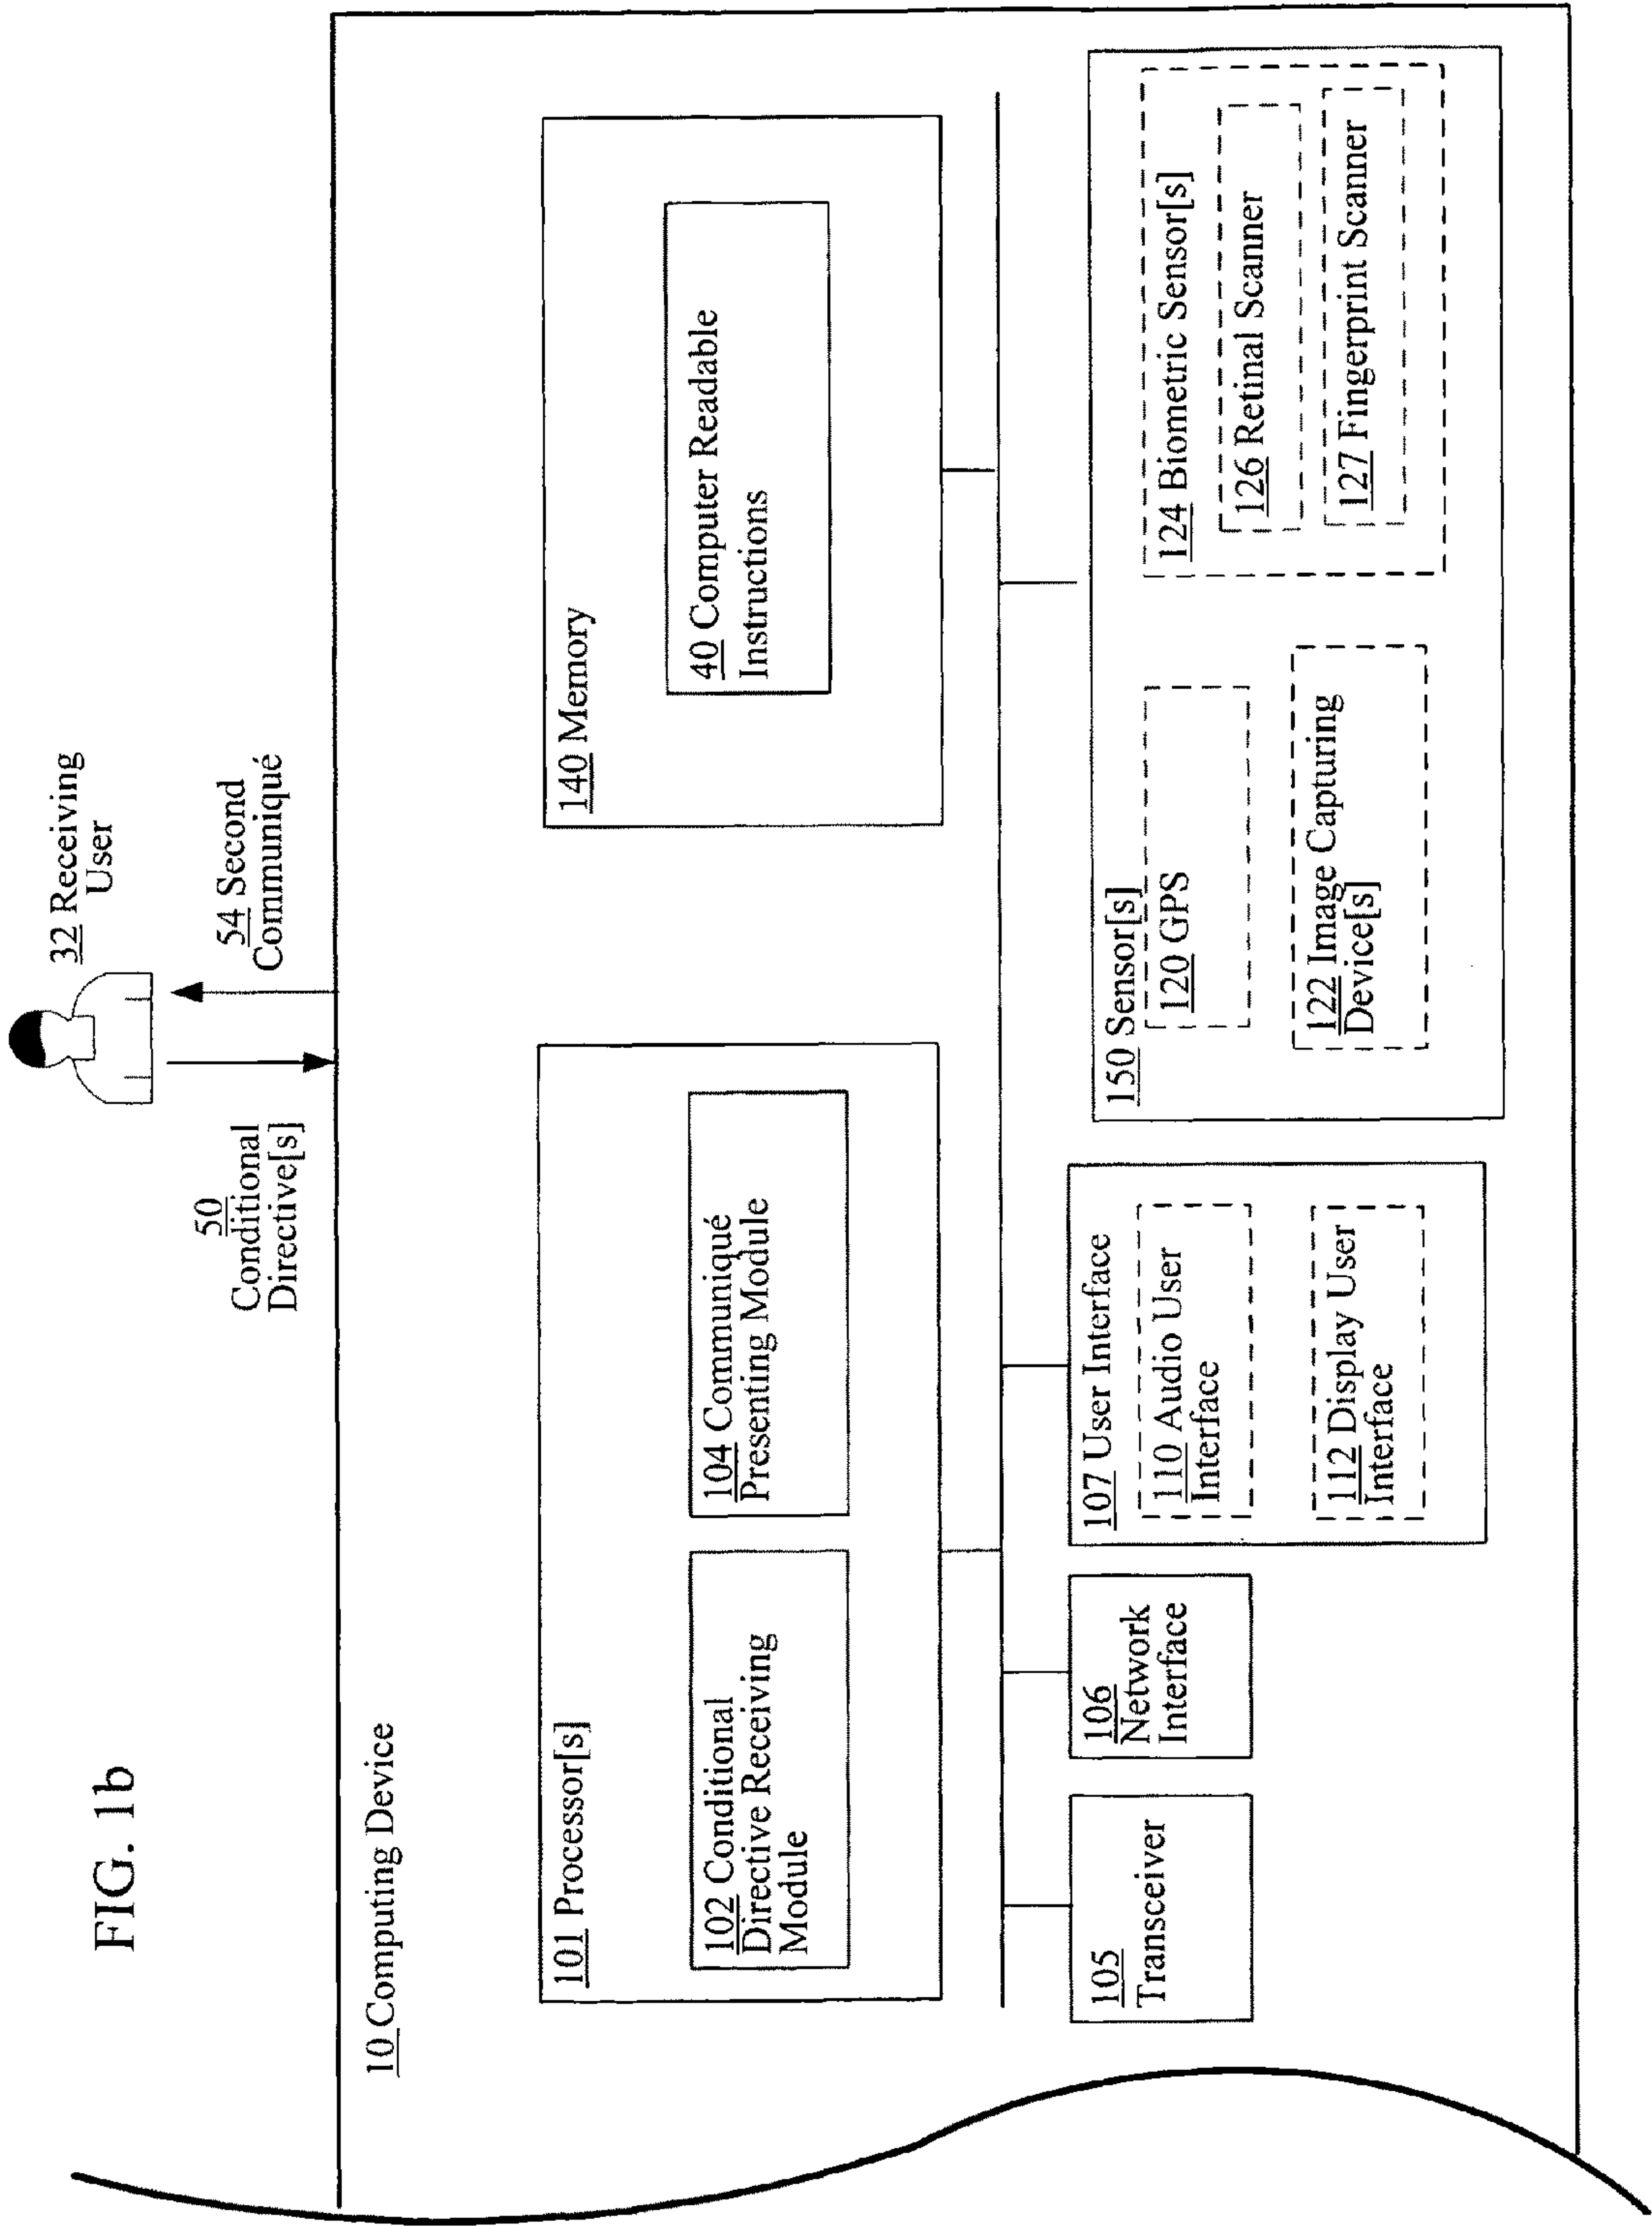 FIG. 1b
32 Receiving
User
50
Conditional
Directive[s]
54 Second
Communiqué
10 Computing Device
101 Processor[s]
102 Conditional
Directive Receiving
Module
104 Communiqué
Presenting Module
140 Memory
40 Computer Readable
Instructions
105
Transceiver
106
Network
Interface
107 User Interface
110 Audio User
Interface
112 Display User
Interface
150 Sensor[s]
120 GPS
122 Image Capturing
Device[s]
124 Biometric Sensor[s]
126 Retinal Scanner
127 Fingerprint Scanner